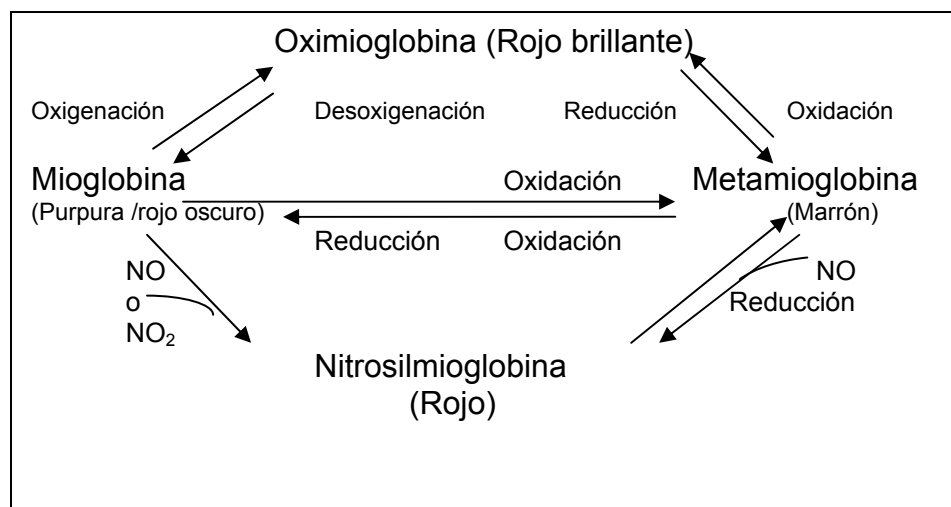 Oximioglobina (Rojo brillante)
Oxigenación Desoxigenación Reducción Oxidación
Mioglobina Oxidación Metamioglobina
(Purpura /rojo oscuro) (Marrón)
Reducción Oxidación
NO NO
o Reducción
NO₂
Nitrosilmioglobina
(Rojo)